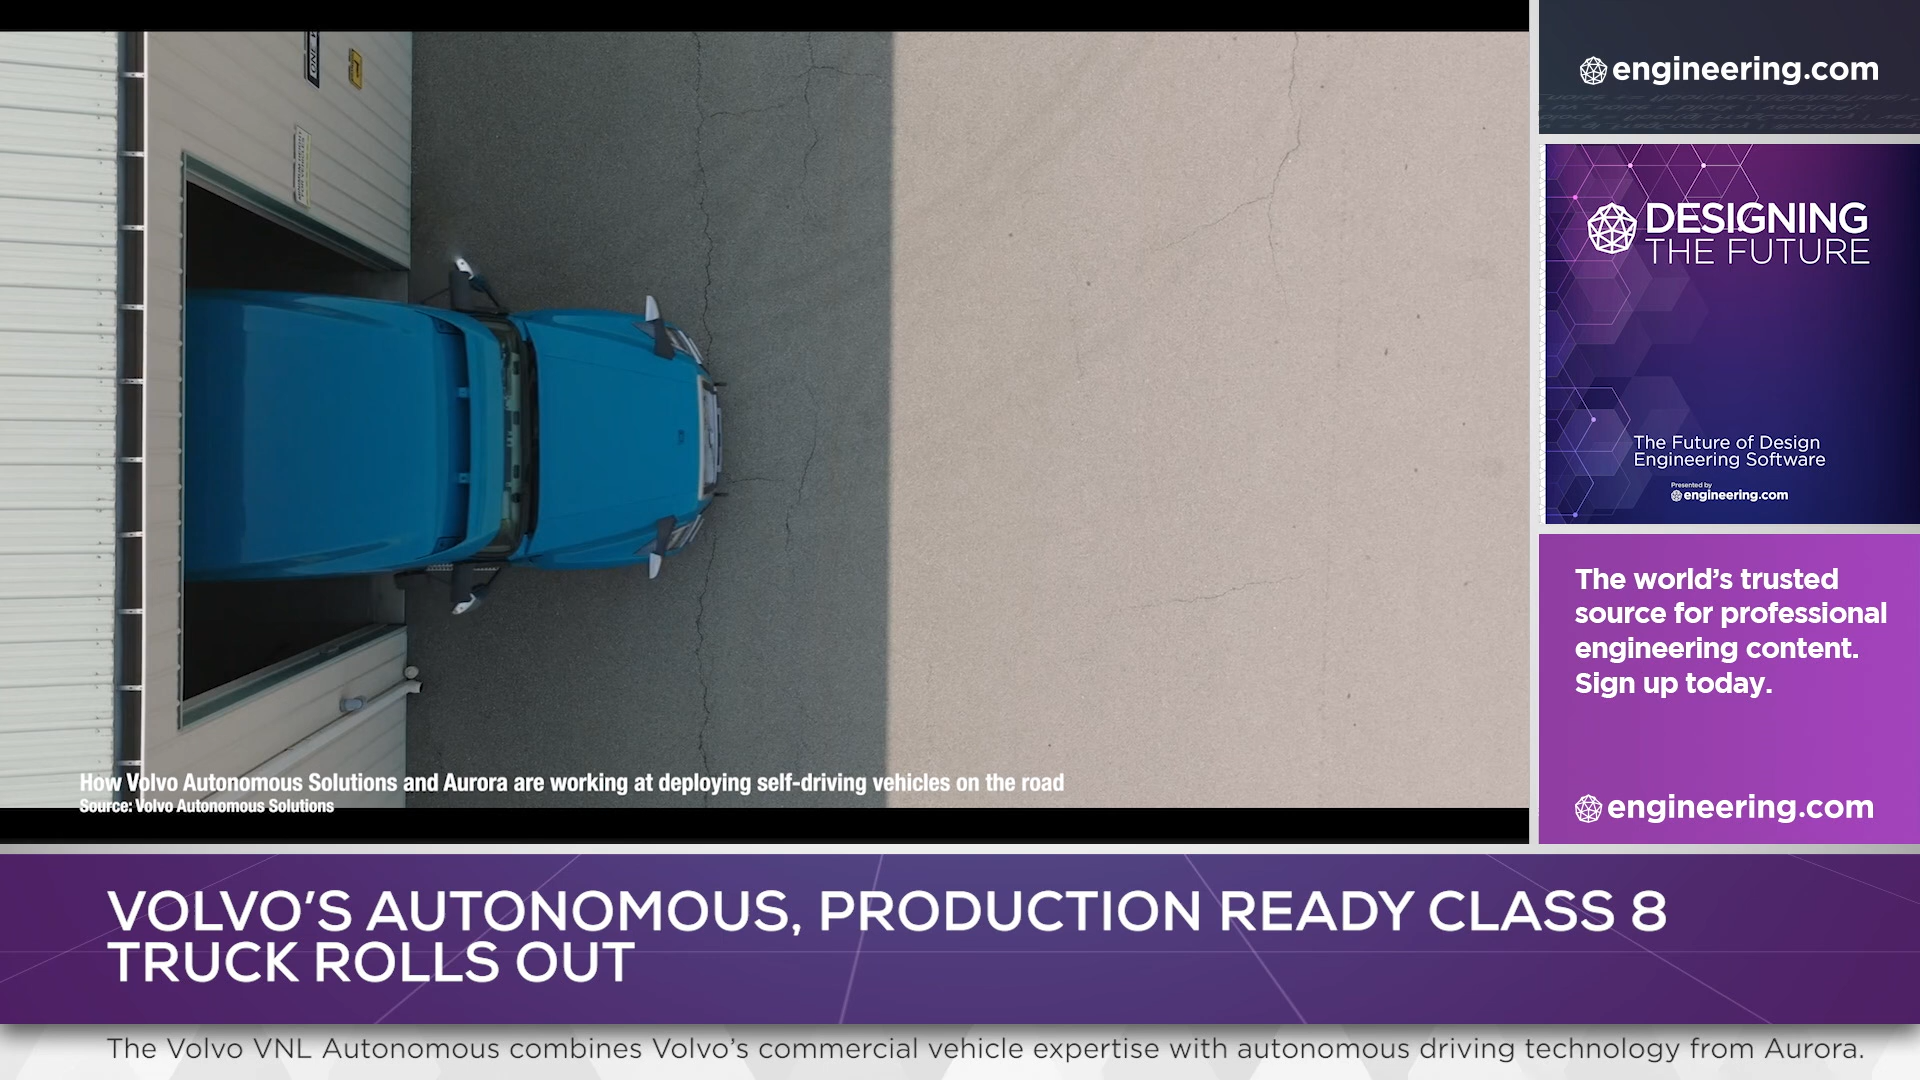 engineering.com
DESIGNING
THE FUTURE
The Future of Design
Engineering Software
Presented by
engineering.com
The world’s trusted
source for professional
engineering content.
Sign up today.
engineering.com
How Volvo Autonomous Solutions and Aurora are working at deploying self-driving vehicles on the road
Source: Volvo Autonomous Solutions
VOLVO’S AUTONOMOUS, PRODUCTION READY CLASS 8
TRUCK ROLLS OUT
The Volvo VNL Autonomous combines Volvo’s commercial vehicle expertise with autonomous driving technology from Aurora.